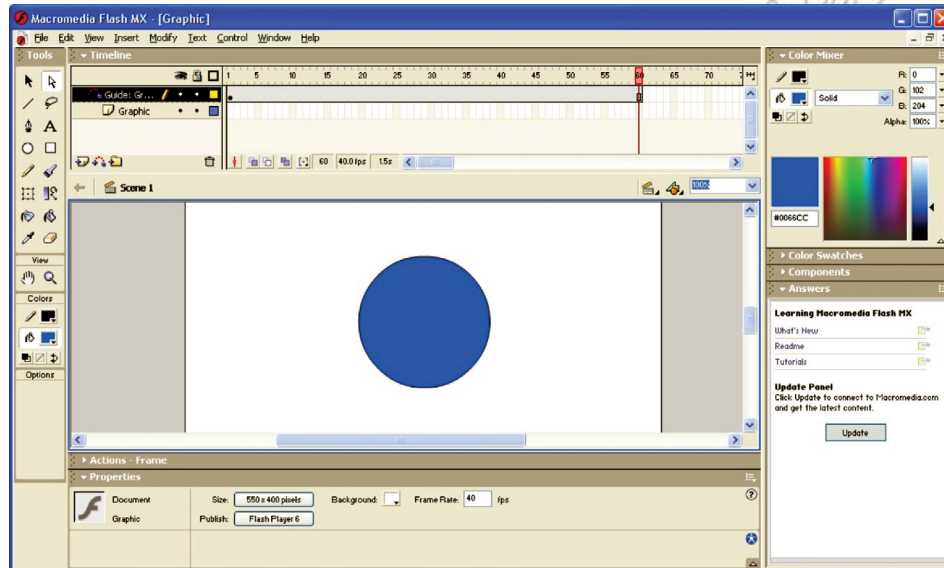 Macromedia Flash MX - [Graphic]
File Edit View Insert Modify Text Control Window Help
Tools
Timeline
1 5 10 15 20 25 30 35 40 45 50 55 60 65 70
Guide: Gr...
Graphic
60 40.0 fps 1.5s
Scene 1
100%
View
Colors
Options
Actions - Frame
Properties
Document
Graphic
Size: 550 x 400 pixels
Background:
Frame Rate: 40 fps
Publish: Flash Player 6
Color Mixer
R: 0
Solid
G: 102
B: 204
Alpha: 100%
#0066CC
Color Swatches
Components
Answers
Learning Macromedia Flash MX
What's New
Readme
Tutorials
Update Panel
Click Update to connect to Macromedia.com
and get the latest content.
Update